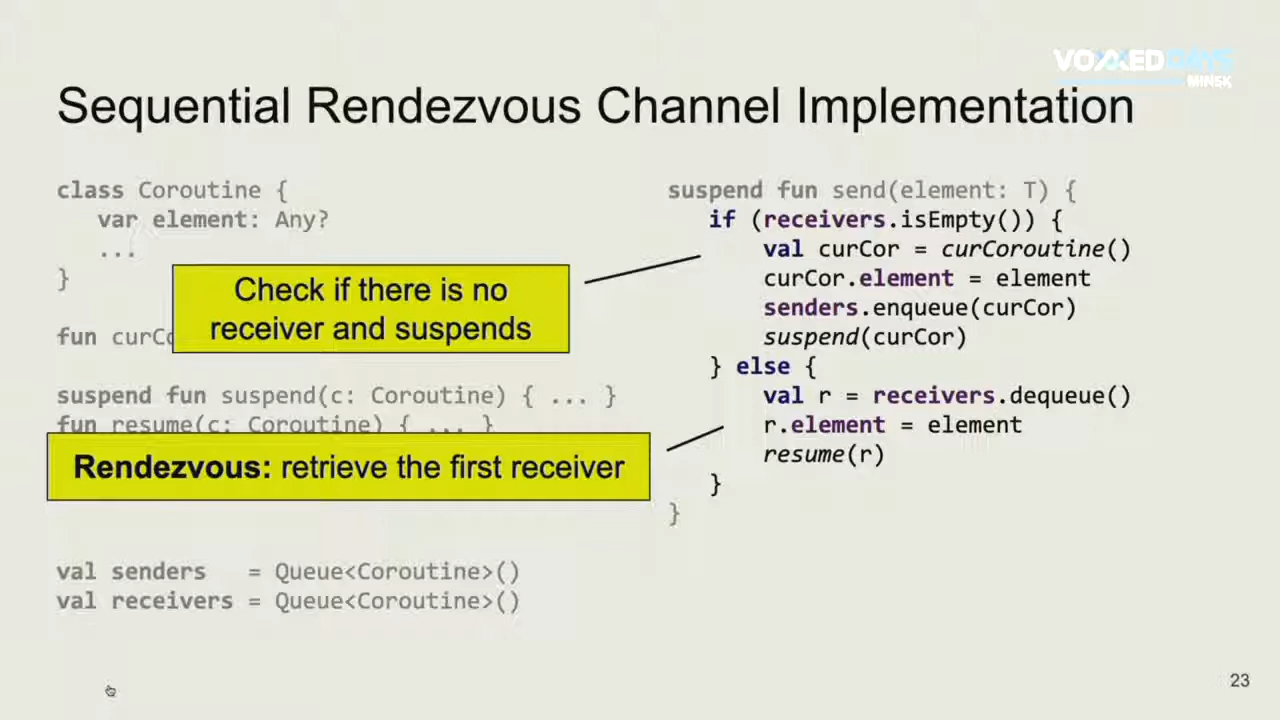 VOXXED DAYS
MINSK
Sequential Rendezvous Channel Implementation
class Coroutine {
var element: Any?
...
}
fun curCo
suspend fun suspend(c: Coroutine) { ... }
fun resume(c: Coroutine) { ... }
val senders = Queue<Coroutine>()
val receivers = Queue<Coroutine>()
Check if there is no
receiver and suspends
Rendezvous: retrieve the first receiver
suspend fun send(element: T) {
if (receivers.isEmpty()) {
val curCor = curCoroutine()
curCor.element = element
senders.enqueue(curCor)
suspend(curCor)
} else {
val r = receivers.dequeue()
r.element = element
resume(r)
}
}
23